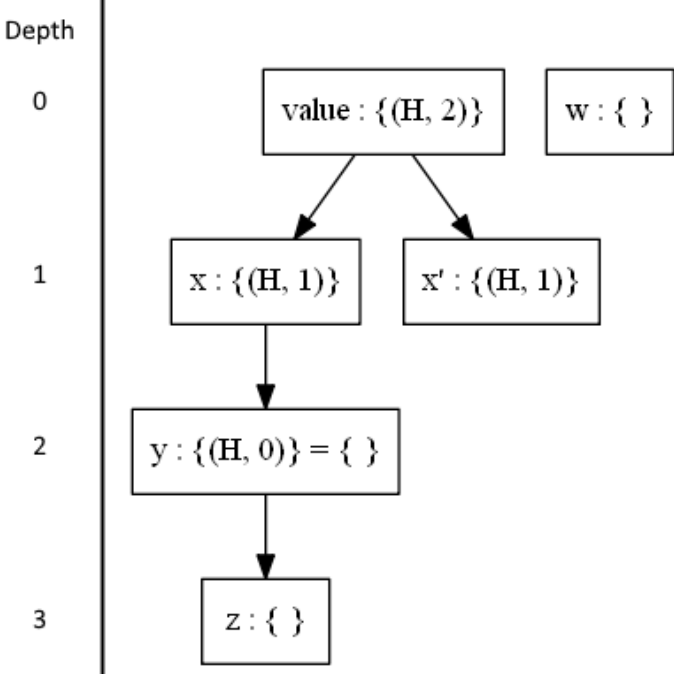 Depth
0
value : {(H, 2)}
w : { }
1
x : {(H, 1)}
x' : {(H, 1)}
2
y : {(H, 0)} = { }
3
z : { }